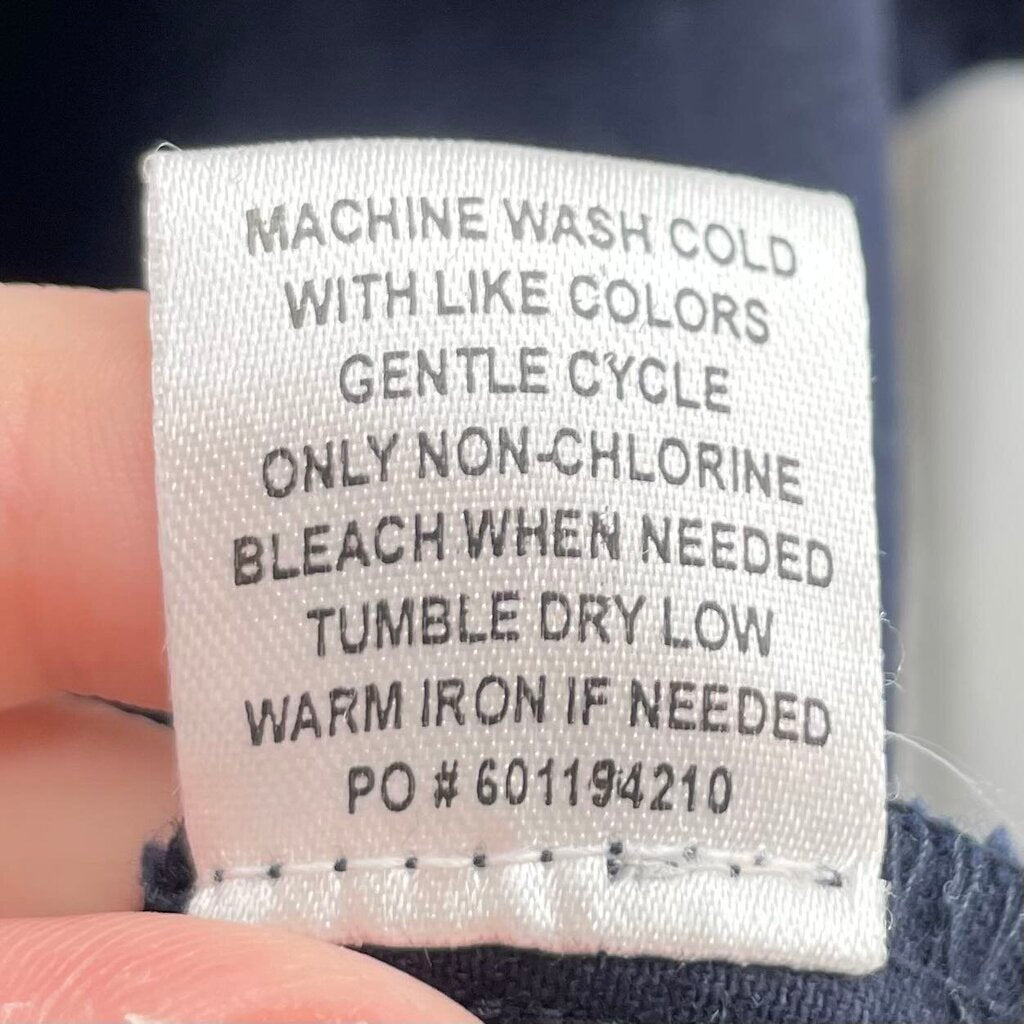 MACHINE WASH COLD
WITH LIKE COLORS
GENTLE CYCLE
ONLY NON-CHLORINE
BLEACH WHEN NEEDED
TUMBLE DRY LOW
WARM IRON IF NEEDED
PO # 601194210